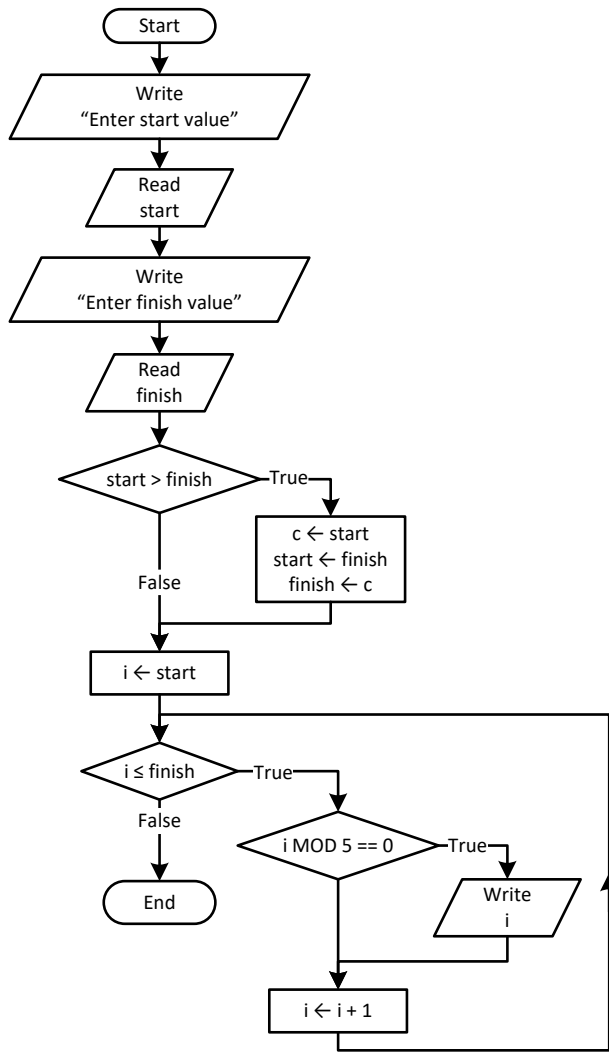 Start
Write
“Enter start value”
Read
start
Write
“Enter finish value”
Read
finish
start > finish
True
c ← start
start ← finish
finish ← c
False
i ← start
i ≤ finish
True
False
i MOD 5 == 0
True
End
Write
i
i ← i + 1